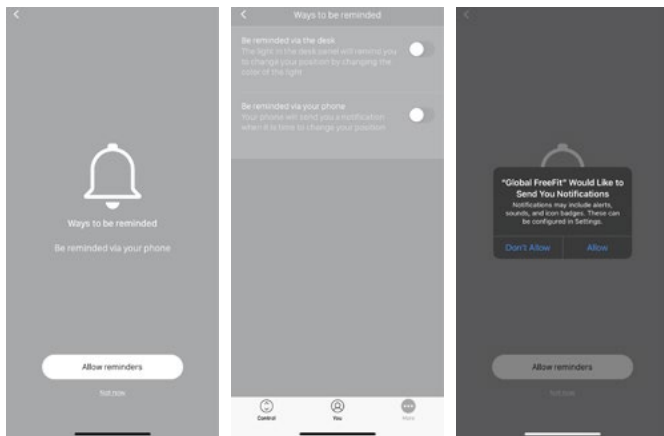 Ways to be reminded
Be reminded via your phone
Allow reminders
Not now
Ways to be reminded
Be reminded via the desk
The light in the desk panel will remind you
to change your position by changing the
color of the light
Be reminded via your phone
Your phone will send you a notification
when it is time to change your position
Control
You
More
"Global FreeFit" Would Like to
Send You Notifications
Notifications may include alerts,
sounds, and icon badges. These can
be configured in Settings.
Don't Allow
Allow
Allow reminders
Not now